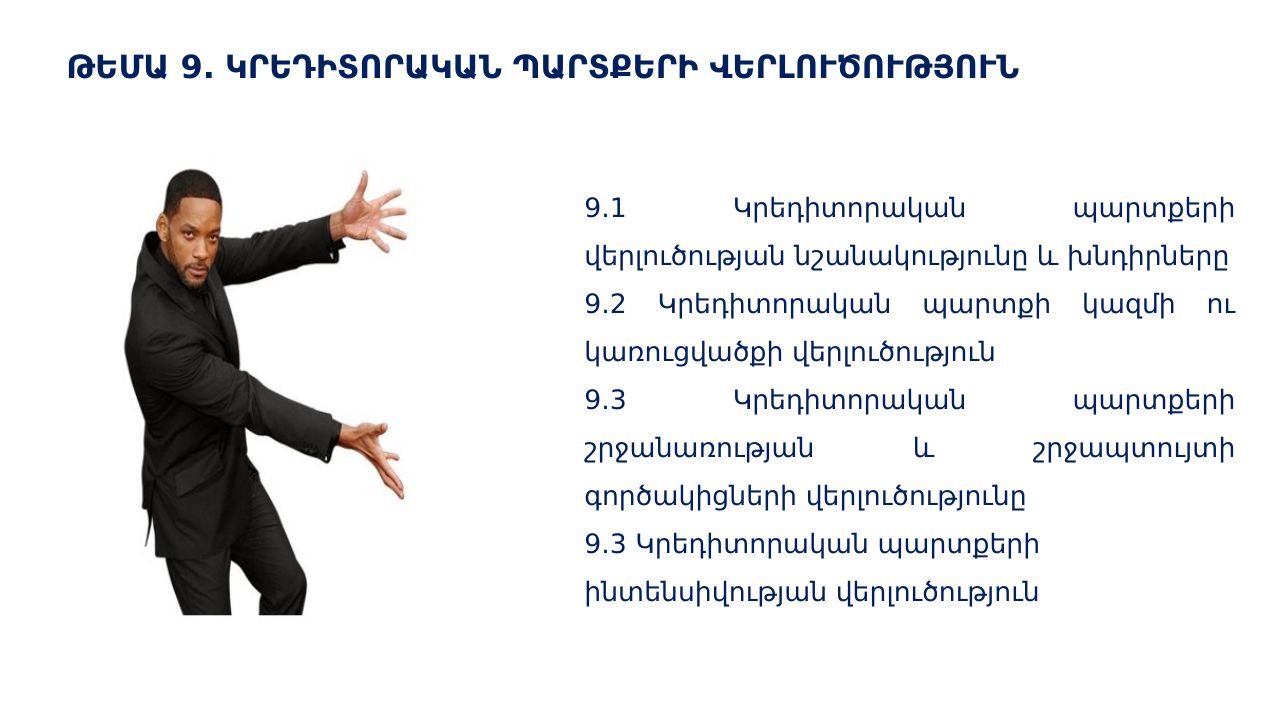 ԹԵՄԱ 9. ԿՐԵԴԻՏՈՐԱԿԱՆ ՊԱՐՏՔԵՐԻ ՎԵՐԼՈՒԾՈՒԹՅՈՒՆ
9.1 Կրեդիտորական պարտքերի
վերլուծության նշանակությունը և խնդիրները
9.2 Կրեդիտորական պարտքի կազմի ու
կառուցվածքի վերլուծություն
9.3 Կրեդիտորական պարտքերի
շրջանառության և շրջապտույտի
գործակիցների վերլուծությունը
9.3 Կրեդիտորական պարտքերի
ինտենսիվության վերլուծություն